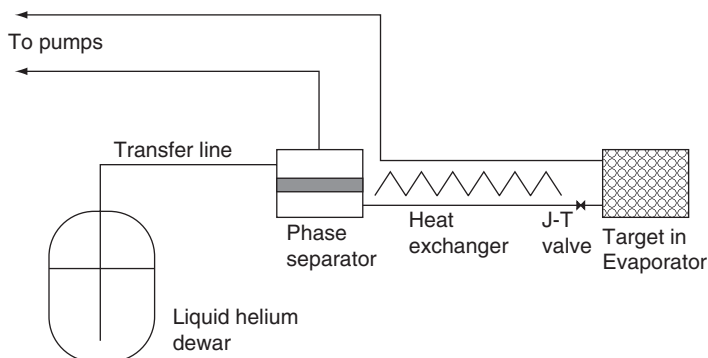 To pumps
Transfer line
Phase
separator
Heat
exchanger
J-T
valve
Target in
Evaporator
Liquid helium
dewar